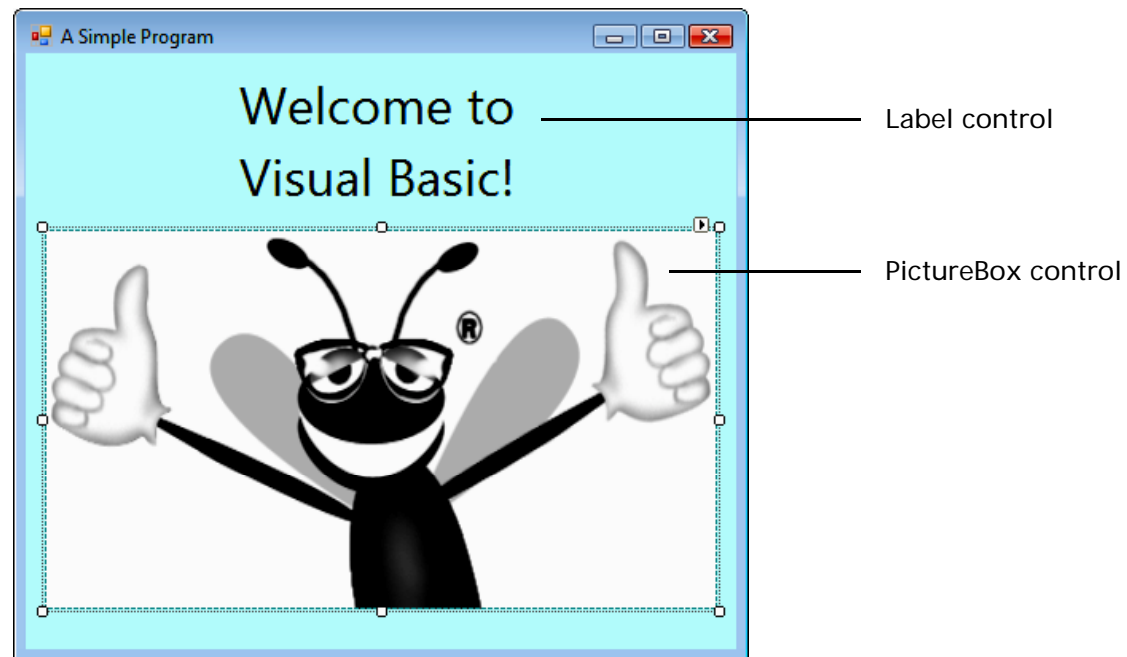 A Simple Program
Welcome to
Visual Basic!
Label control
PictureBox control
®